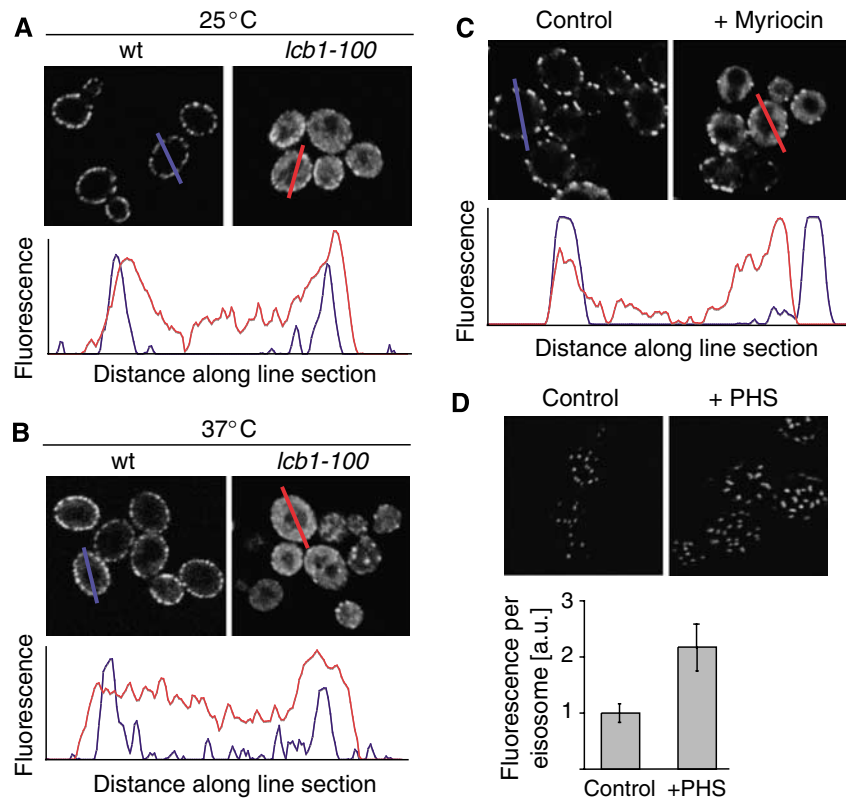 A
25°C
wt
lcb1-100
Fluorescence
Distance along line section
B
37°C
wt
lcb1-100
Fluorescence
Distance along line section
C
Control
+ Myriocin
Fluorescence
Distance along line section
D
Control
+ PHS
Fluorescence per
eisosome [a.u.]
3
2
1
Control
+PHS